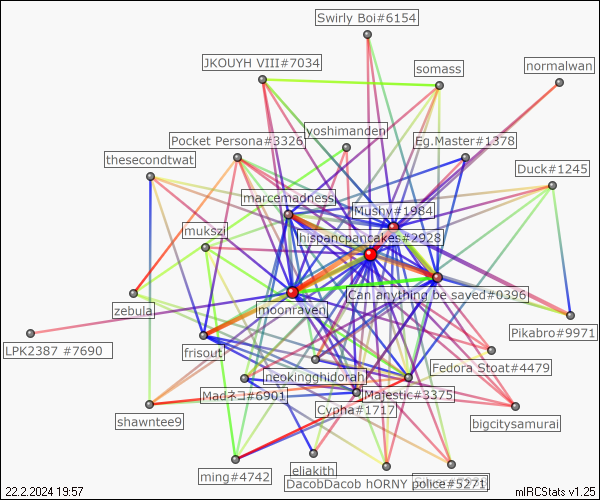 Swirly Boi#6154
JKOUYH VIII#7034
somass
normalwan
yoshimanden
Pocket Persona#3326
Eg.Master#1378
thesecondtwat
Duck#1245
marcemadness
Mushy#1984
mukszi
hispancpancakes#2928
Can anything be saved#0396
zebula
moonraven
Pikabro#9971
LPK2387 #7690
frisout
Fedora Stoat#4479
neokingghidorah
Madネコ#6901
Majestic#3375
Cypha#1717
shawntee9
bigcitysamurai
eliakith
ming#4742
DacobDacob hORNY police#5271
22.2.2024 19:57
mIRCStats v1.25